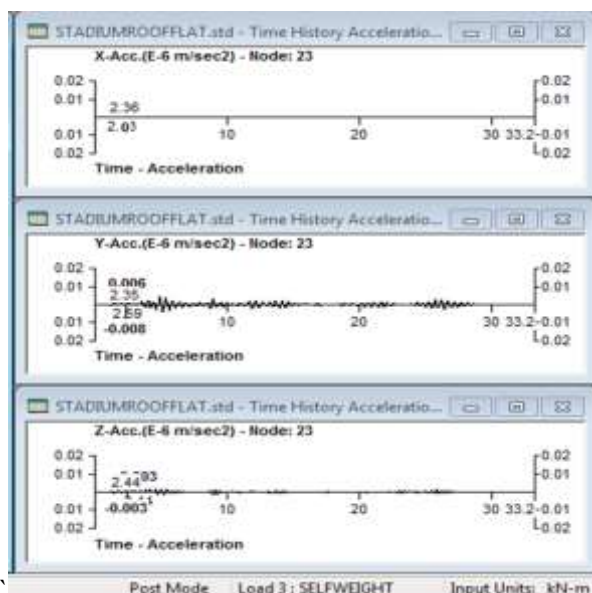 STADIUMROOFFLAT.std - Time History Acceleratio...
X-Acc.(E-6 m/sec2) - Node: 23
0.02 0.02
0.01 0.01
2.36
2.03 10 20 30 33.2
0.01 -0.01
0.02 0.02
Time - Acceleration
STADIUMROOFFLAT.std - Time History Acceleratio...
Y-Acc.(E-6 m/sec2) - Node: 23
0.02 0.02
0.01 0.006 0.01
2.35
2.59 10 20 30 33.2
0.01 -0.008 -0.01
0.02 0.02
Time - Acceleration
STADIUMROOFFLAT.std - Time History Acceleratio...
Z-Acc.(E-6 m/sec2) - Node: 23
0.02 0.02
0.01 0.01
2.44
0.01 -0.003 10 20 30 33.2 -0.01
0.02 0.02
Time - Acceleration
Post Mode Load 3 : SELFWEIGHT Input Units: kN-m